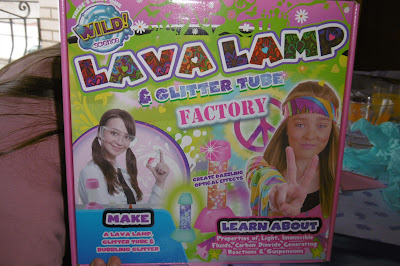 WILD!
SCIENCE
LAVA LAMP
& GLITTER TUBE
FACTORY
CREATE DAZZLING
OPTICAL EFFECTS
MAKE
A LAVA LAMP,
GLITTER TUBE &
BUBBLING GLITTER
LEARN ABOUT
Properties of Light, Immiscible
Fluids, Carbon Dioxide Generating
Reactions & Suspensions